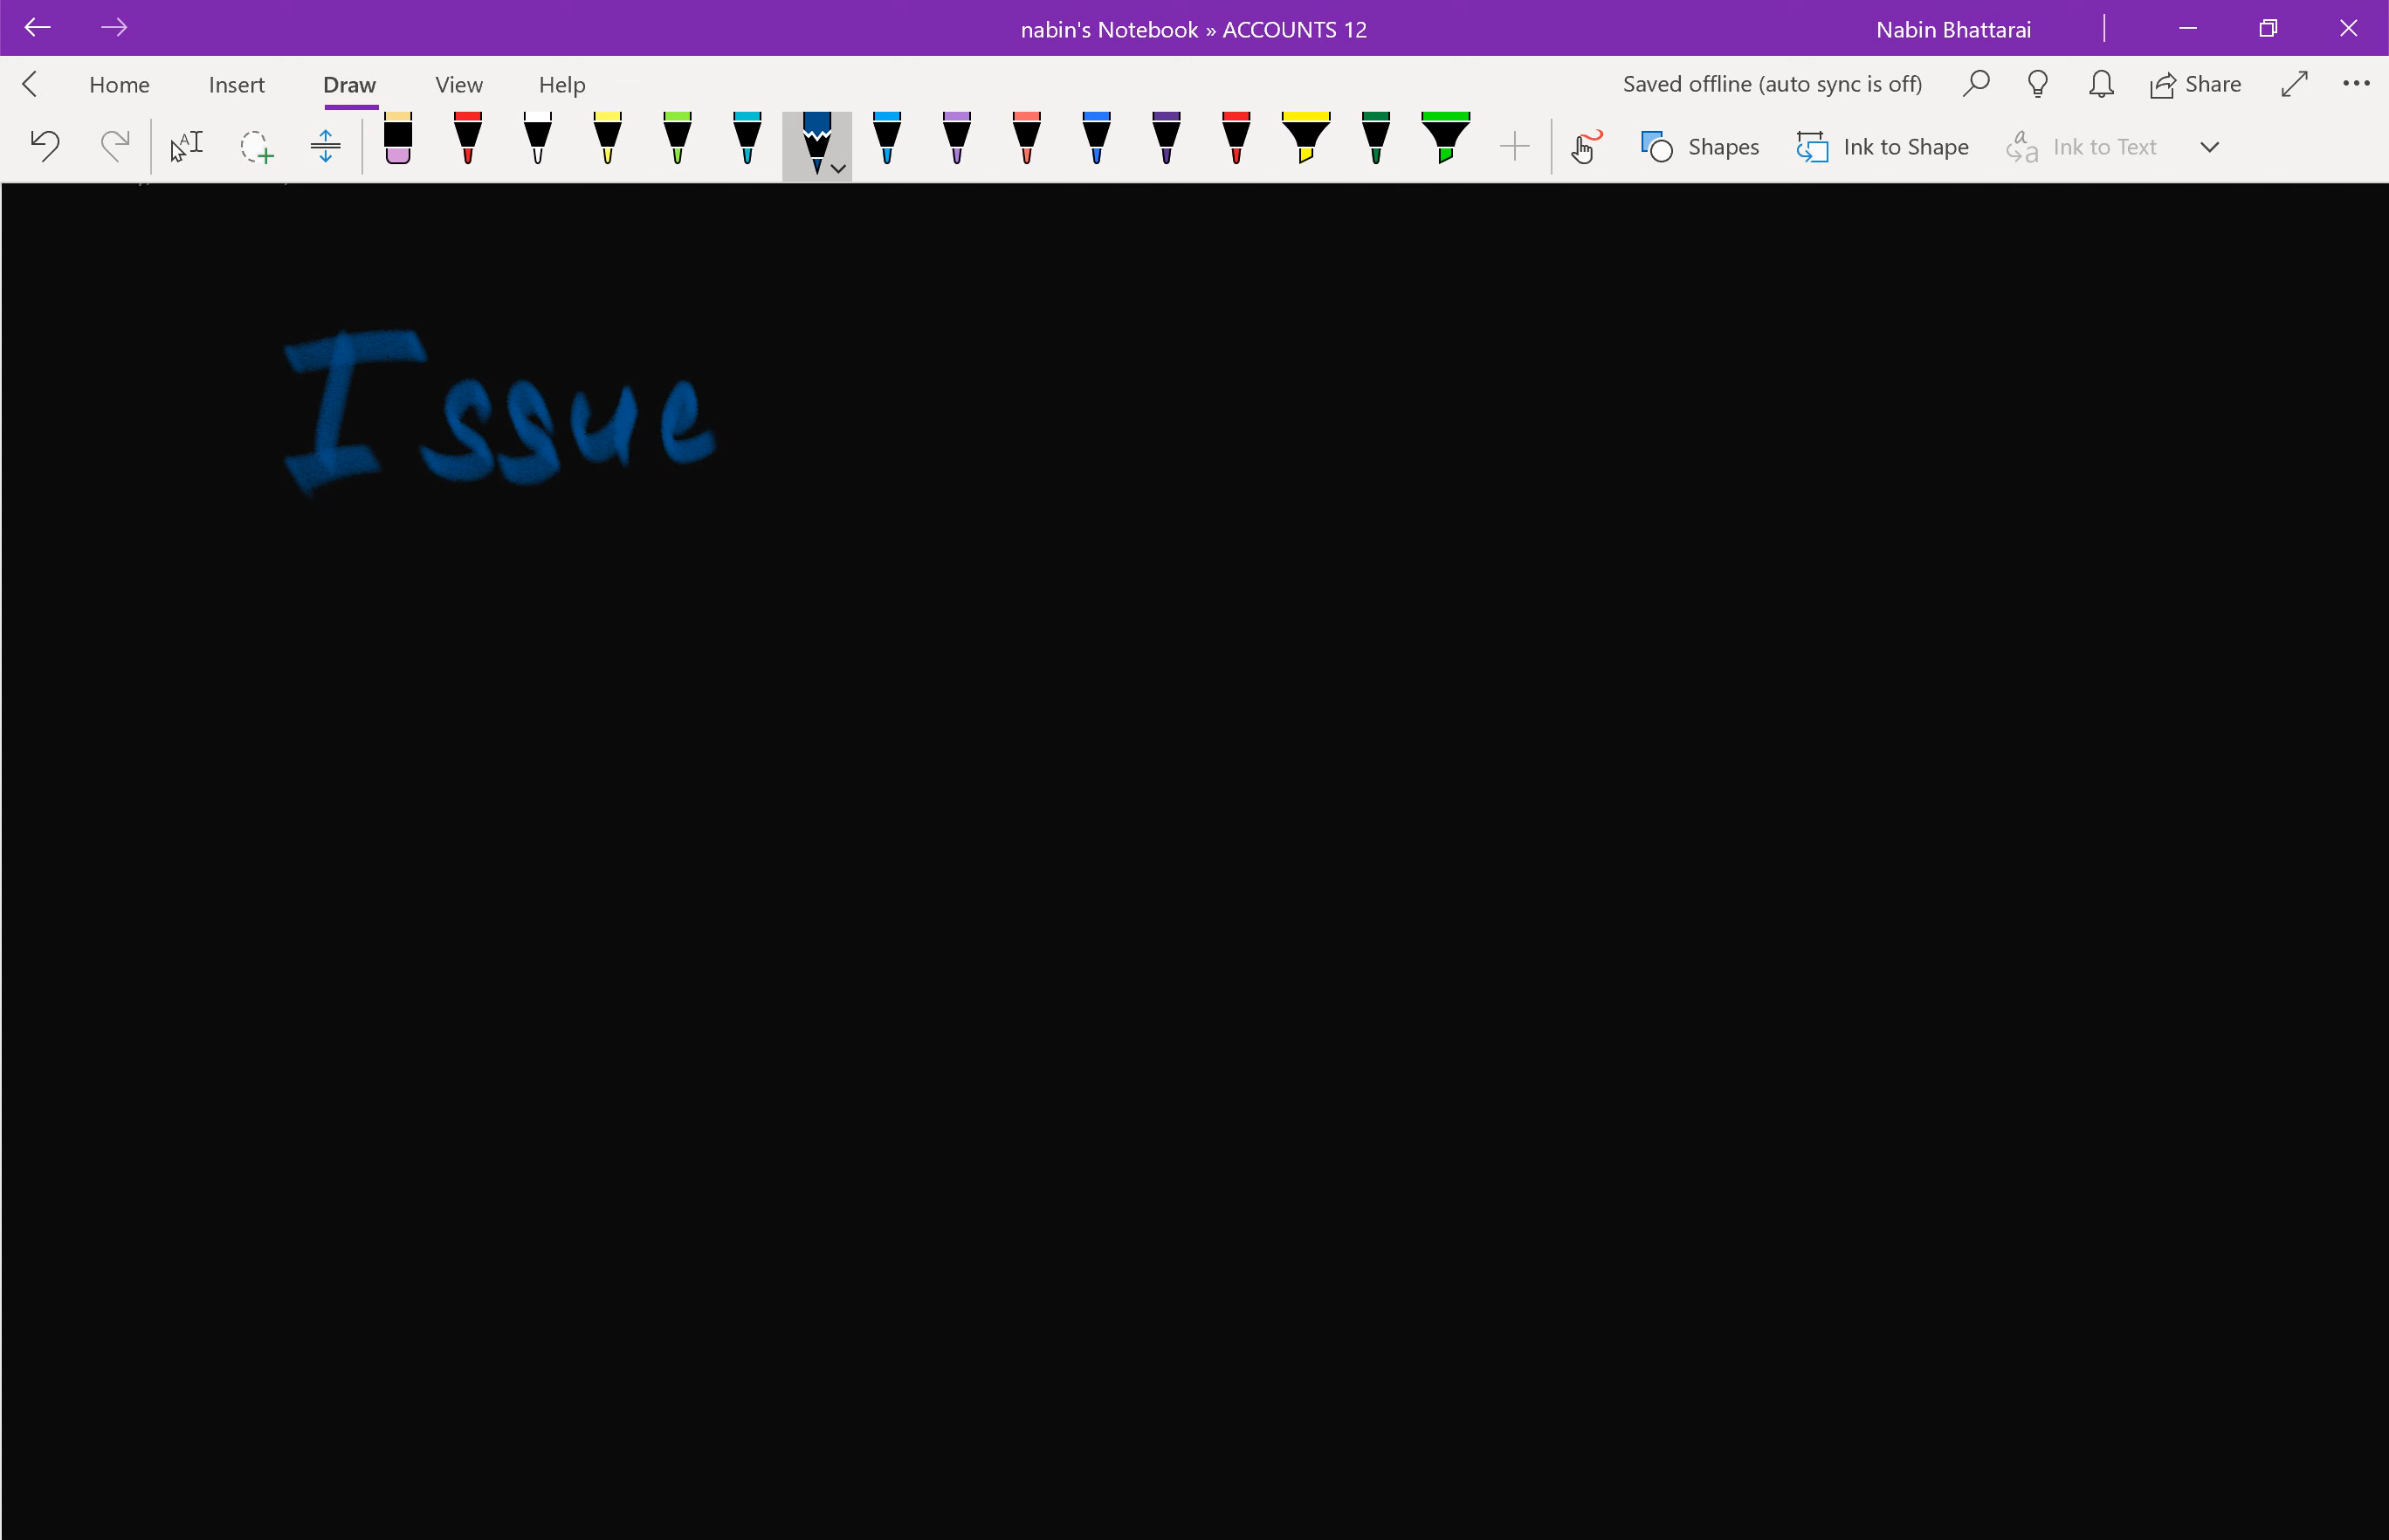 nabin's Notebook » ACCOUNTS 12
Nabin Bhattarai
Home Insert Draw View Help
Saved offline (auto sync is off)
Share
Shapes
Ink to Shape
Ink to Text
Issue